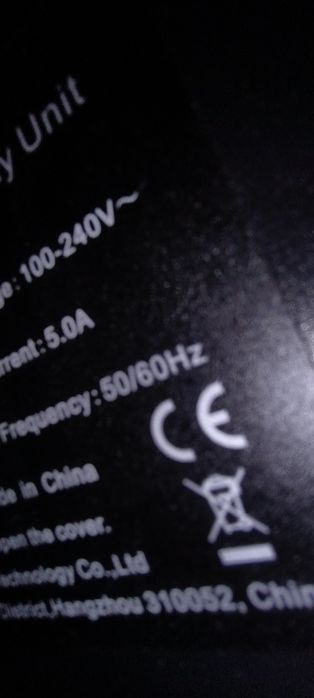 y Unit
ge: 100-240V~
rrent: 5.0A
Frequency: 50/60Hz
CE
de in China
pen the cover.
echnology Co.,Ltd
District,Hangzhou 310052, Chin